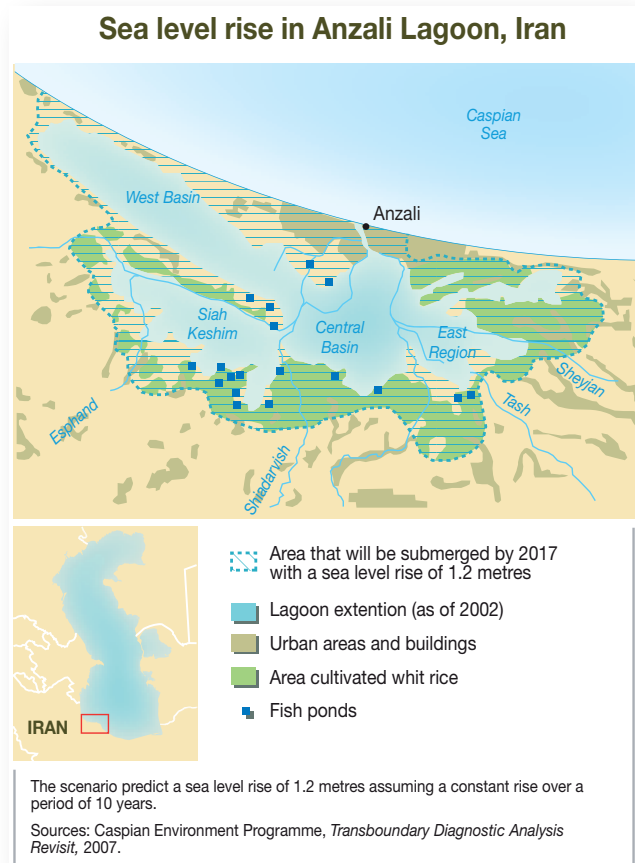 Sea level rise in Anzali Lagoon, Iran
Caspian
Sea
West Basin
Anzali
Siah
Keshim
Central
Basin
East
Region
Sheyjan
Tash
Esphand
Shiadarvish
Area that will be submerged by 2017
with a sea level rise of 1.2 metres
Lagoon extention (as of 2002)
Urban areas and buildings
Area cultivated whit rice
Fish ponds
IRAN
The scenario predict a sea level rise of 1.2 metres assuming a constant rise over a
period of 10 years.
Sources: Caspian Environment Programme, Transboundary Diagnostic Analysis
Revisit, 2007.